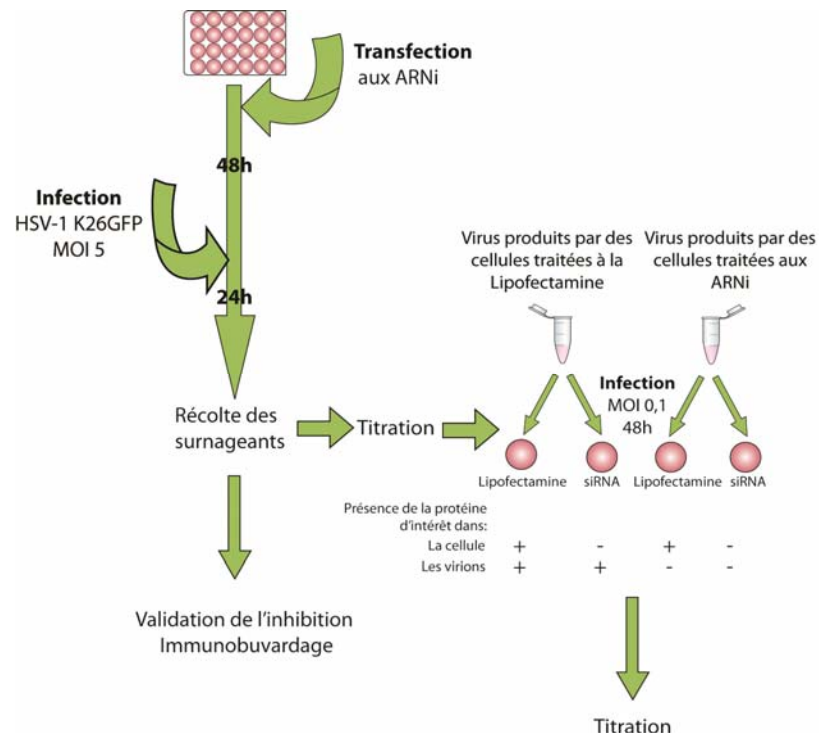 Transfection
aux ARNi
48h
Infection
HSV-1 K26GFP
MOI 5
24h
Récolte des
surnageants
Titration
Validation de l'inhibition
Immunobuvardage
Virus produits par des
cellules traitées à la
Lipofectamine
Virus produits par des
cellules traitées aux
ARNi
Infection
MOI 0,1
48h
Lipofectamine siRNA Lipofectamine siRNA
Présence de la protéine
d'intérêt dans:
La cellule + - + -
Les virions + + - -
Titration